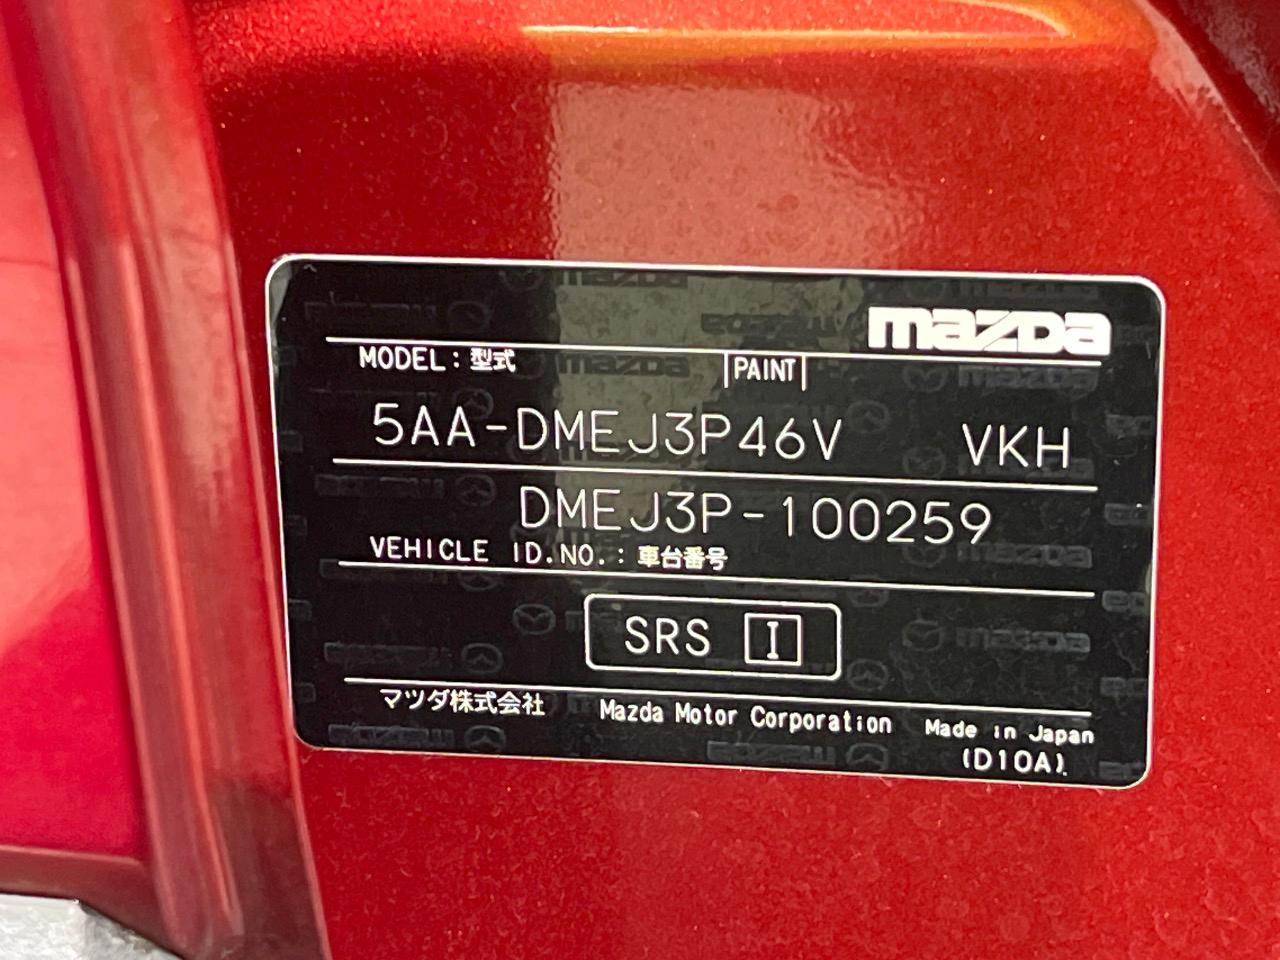 mazda
MODEL : 型式 PAINT
5AA-DMEJ3P46V VKH
DMEJ3P-100259
VEHICLE ID.NO. : 車台番号
SRS I
マツダ株式会社 Mazda Motor Corporation Made in Japan
(D10A)